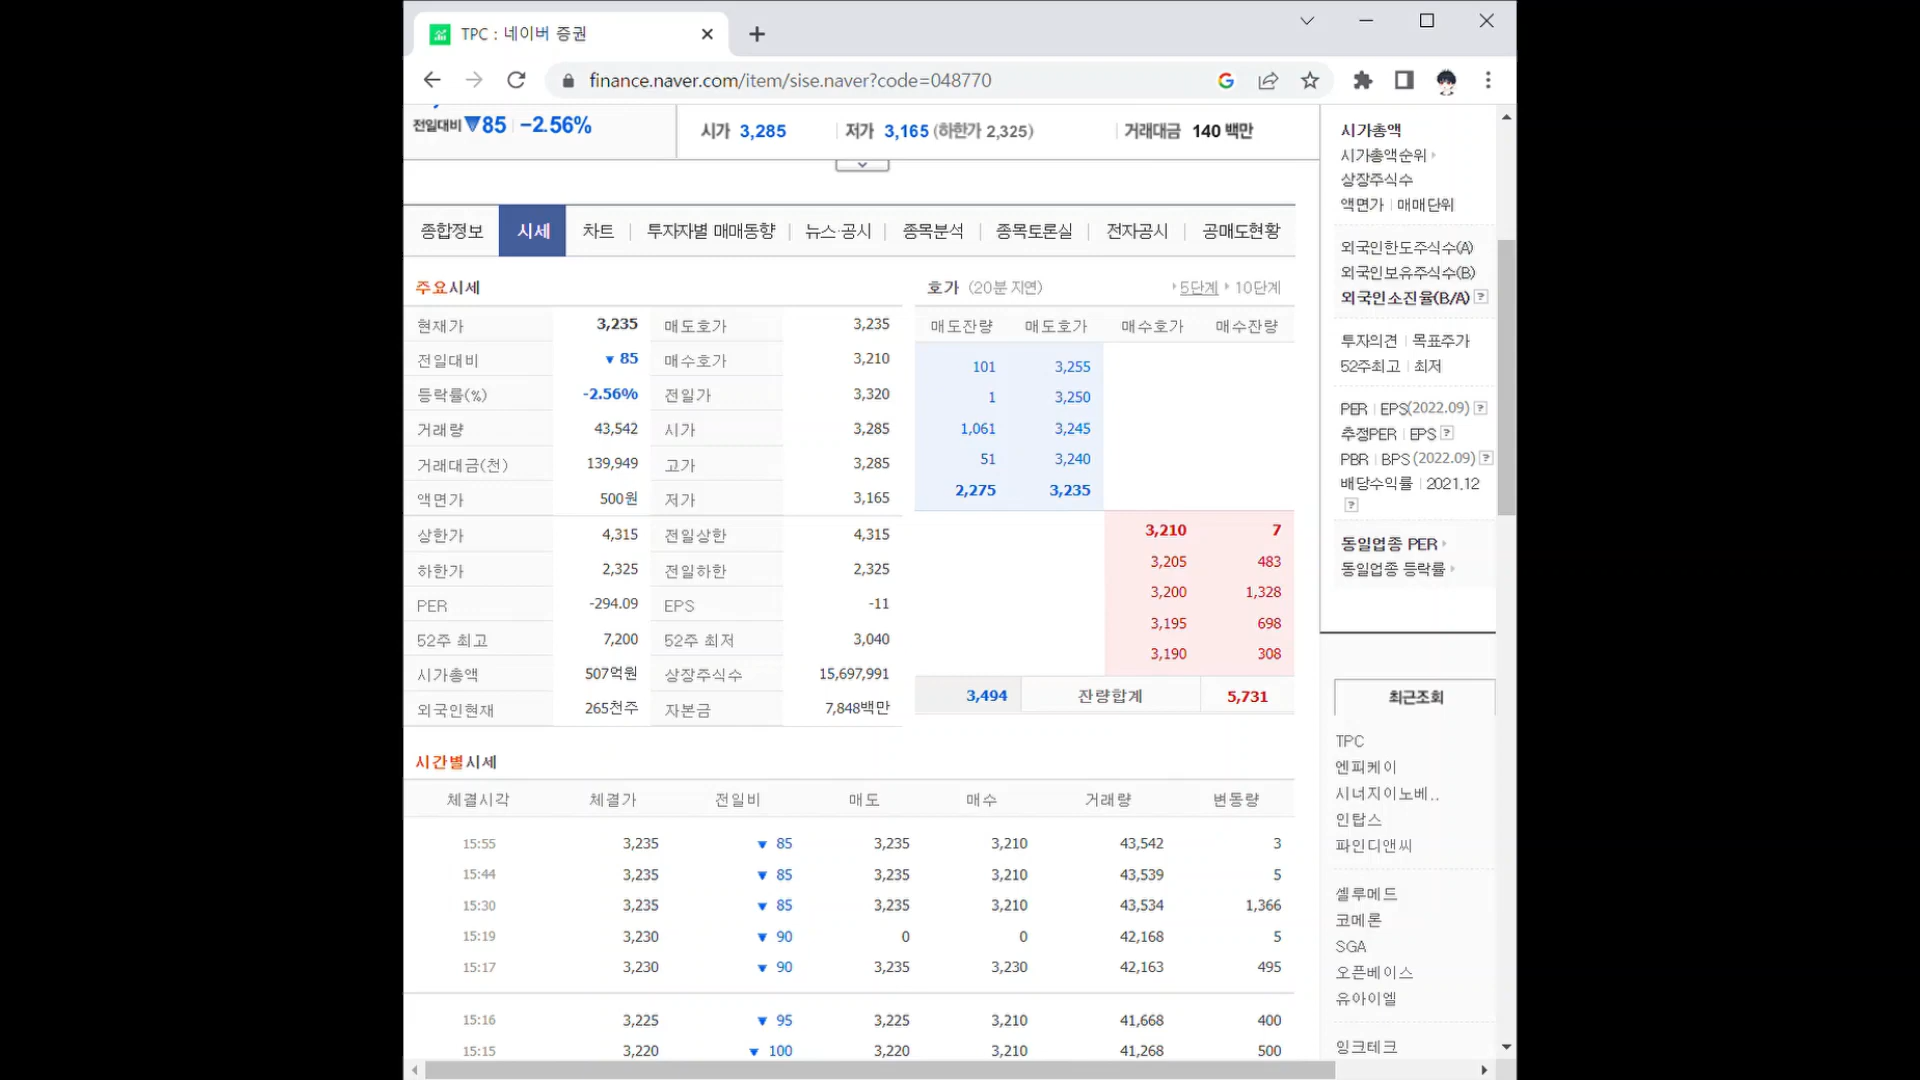 TPC : 네이버 증권
finance.naver.com/item/sise.naver?code=048770
전일대비 ▼85 | -2.56%
시가 3,285 저가 3,165 (하한가 2,325) 거래대금 140 백만
종합정보 시세 차트 투자자별 매매동향 뉴스·공시 종목분석 종목토론실 전자공시 공매도현황
주요시세
현재가 3,235 매도호가 3,235
전일대비 ▼ 85 매수호가 3,210
등락률(%) -2.56% 전일가 3,320
거래량 43,542 시가 3,285
거래대금(천) 139,949 고가 3,285
액면가 500원 저가 3,165
상한가 4,315 전일상한 4,315
하한가 2,325 전일하한 2,325
PER -294.09 EPS -11
52주 최고 7,200 52주 최저 3,040
시가총액 507억원 상장주식수 15,697,991
외국인현재 265천주 자본금 7,848백만
호가 (20분 지연) 5단계 10단계
매도잔량 매도호가 매수호가 매수잔량
101 3,255
1 3,250
1,061 3,245
51 3,240
2,275 3,235
3,210 7
3,205 483
3,200 1,328
3,195 698
3,190 308
3,494 잔량합계 5,731
시간별시세
체결시각 체결가 전일비 매도 매수 거래량 변동량
15:55 3,235 ▼ 85 3,235 3,210 43,542 3
15:44 3,235 ▼ 85 3,235 3,210 43,539 5
15:30 3,235 ▼ 85 3,235 3,210 43,534 1,366
15:19 3,230 ▼ 90 0 0 42,168 5
15:17 3,230 ▼ 90 3,235 3,230 42,163 495
15:16 3,225 ▼ 95 3,225 3,210 41,668 400
15:15 3,220 ▼ 100 3,220 3,210 41,268 500
시가총액
시가총액순위
상장주식수
액면가 | 매매단위
외국인한도주식수(A)
외국인보유주식수(B)
외국인소진율(B/A) ?
투자의견 | 목표주가
52주최고 | 최저
PER | EPS(2022.09) ?
추정PER | EPS ?
PBR | BPS (2022.09) ?
배당수익률 | 2021.12
?
동일업종 PER
동일업종 등락률
최근조회
TPC
엔피케이
시너지이노베..
인탑스
파인디앤씨
셀루메드
코메론
SGA
오픈베이스
유아이엘
잉크테크